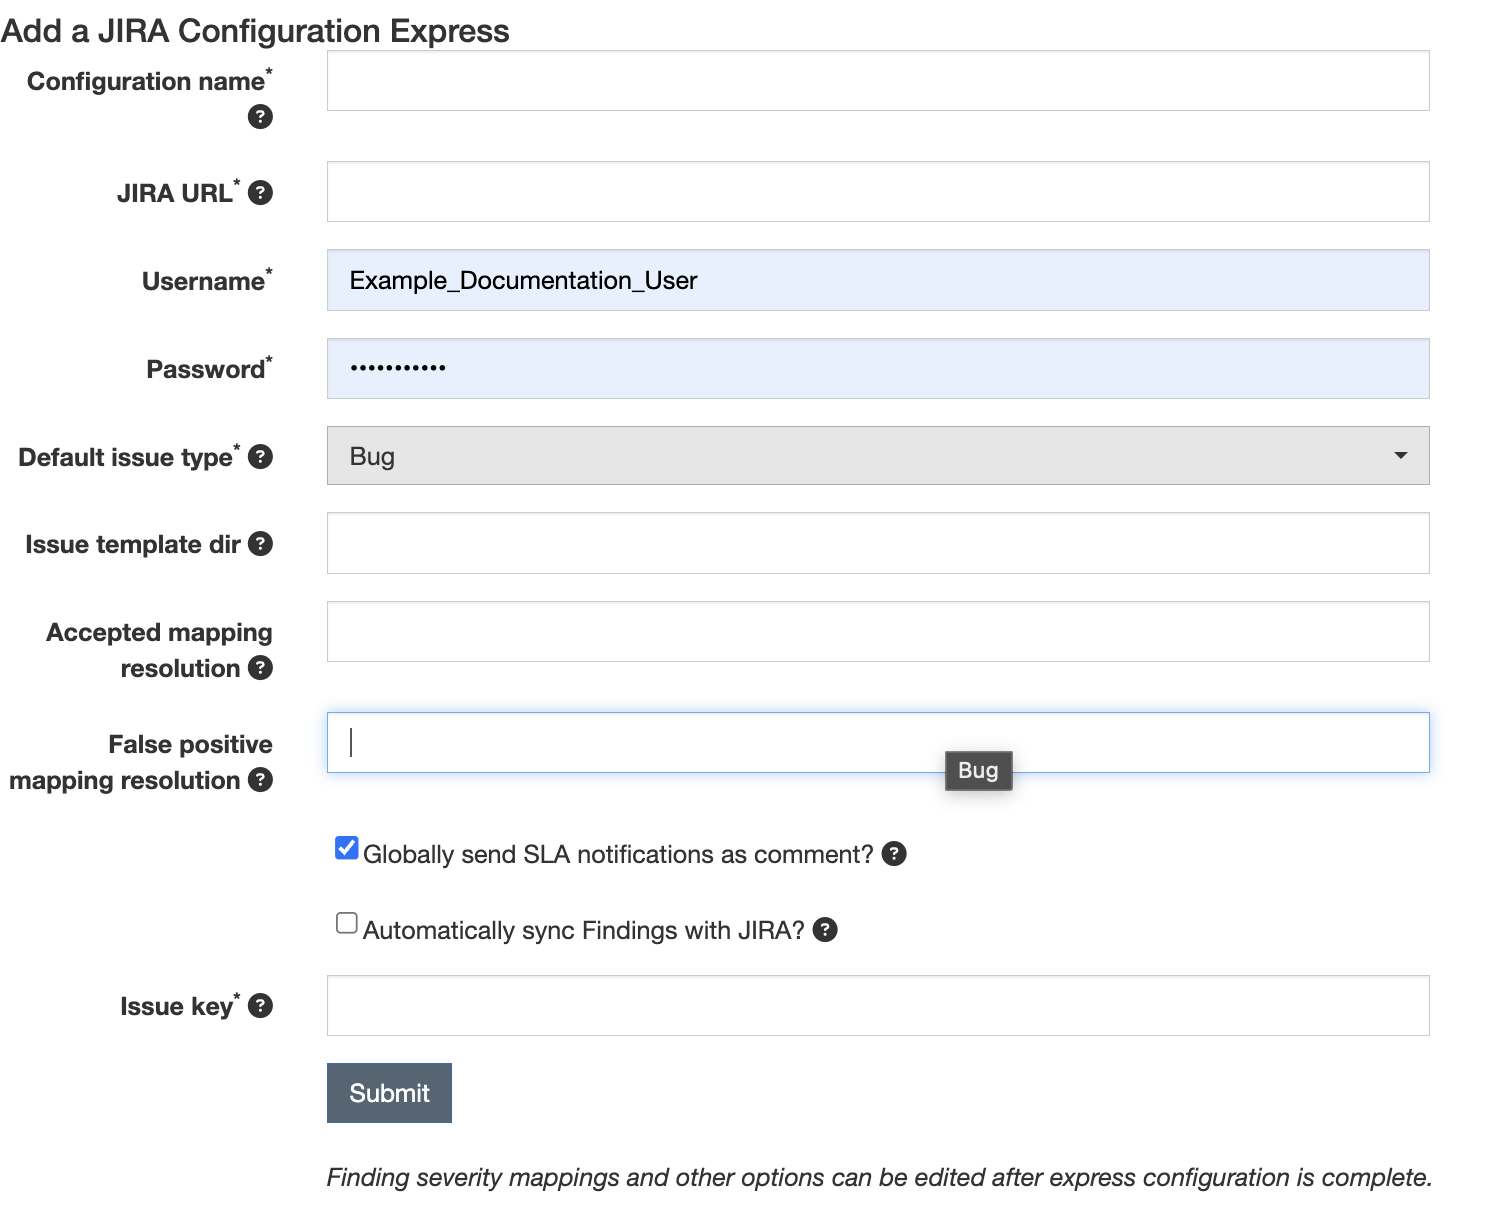 Add a JIRA Configuration Express
Configuration name*
?
JIRA URL* ?
Username*
Example_Documentation_User
Password*
•••••••••••
Default issue type* ?
Bug
Issue template dir ?
Accepted mapping
resolution ?
False positive
mapping resolution ?
Bug
Globally send SLA notifications as comment? ?
Automatically sync Findings with JIRA? ?
Issue key* ?
Submit
Finding severity mappings and other options can be edited after express configuration is complete.